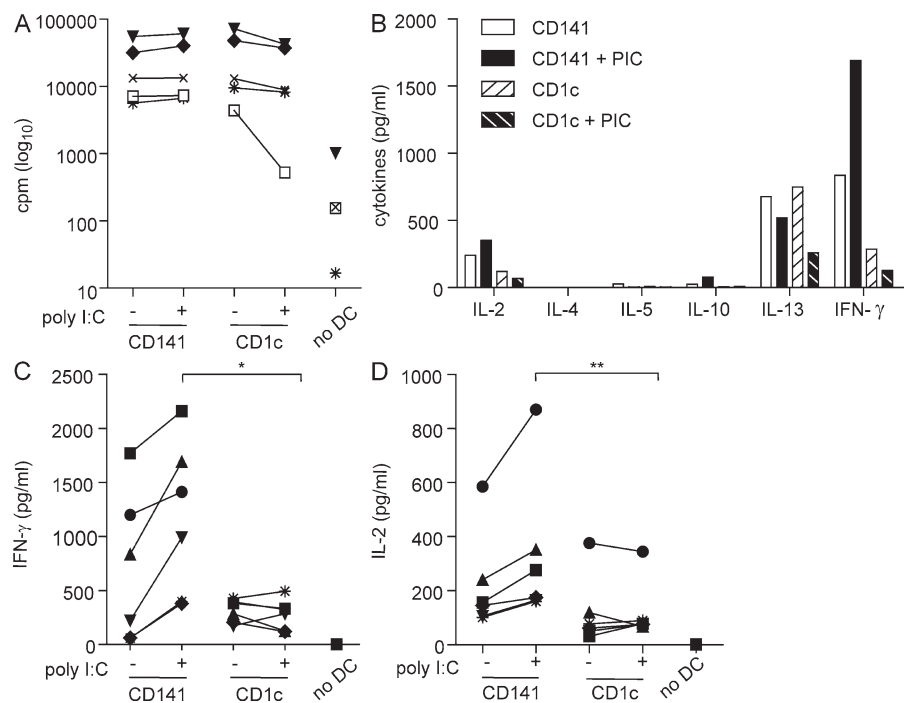 A
cpm (log10)
100000
10000
1000
100
10
poly I:C
- + - +
CD141 CD1c no DC
B
cytokines (pg/ml)
2000
1500
1000
500
0
CD141
CD141 + PIC
CD1c
CD1c + PIC
IL-2 IL-4 IL-5 IL-10 IL-13 IFN-γ
C
IFN-γ (pg/ml)
2500
2000
1500
1000
500
0
*
poly I:C
- + - +
CD141 CD1c no DC
D
IL-2 (pg/ml)
1000
800
600
400
200
0
**
poly I:C
- + - +
CD141 CD1c no DC